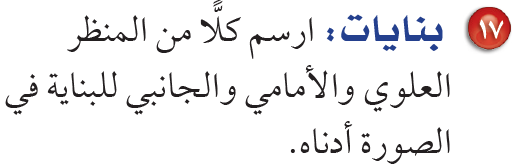 ١٧ بنايات: ارسم كلًّا من المنظر
العلوي والأمامي والجانبي للبناية في
الصورة أدناه.